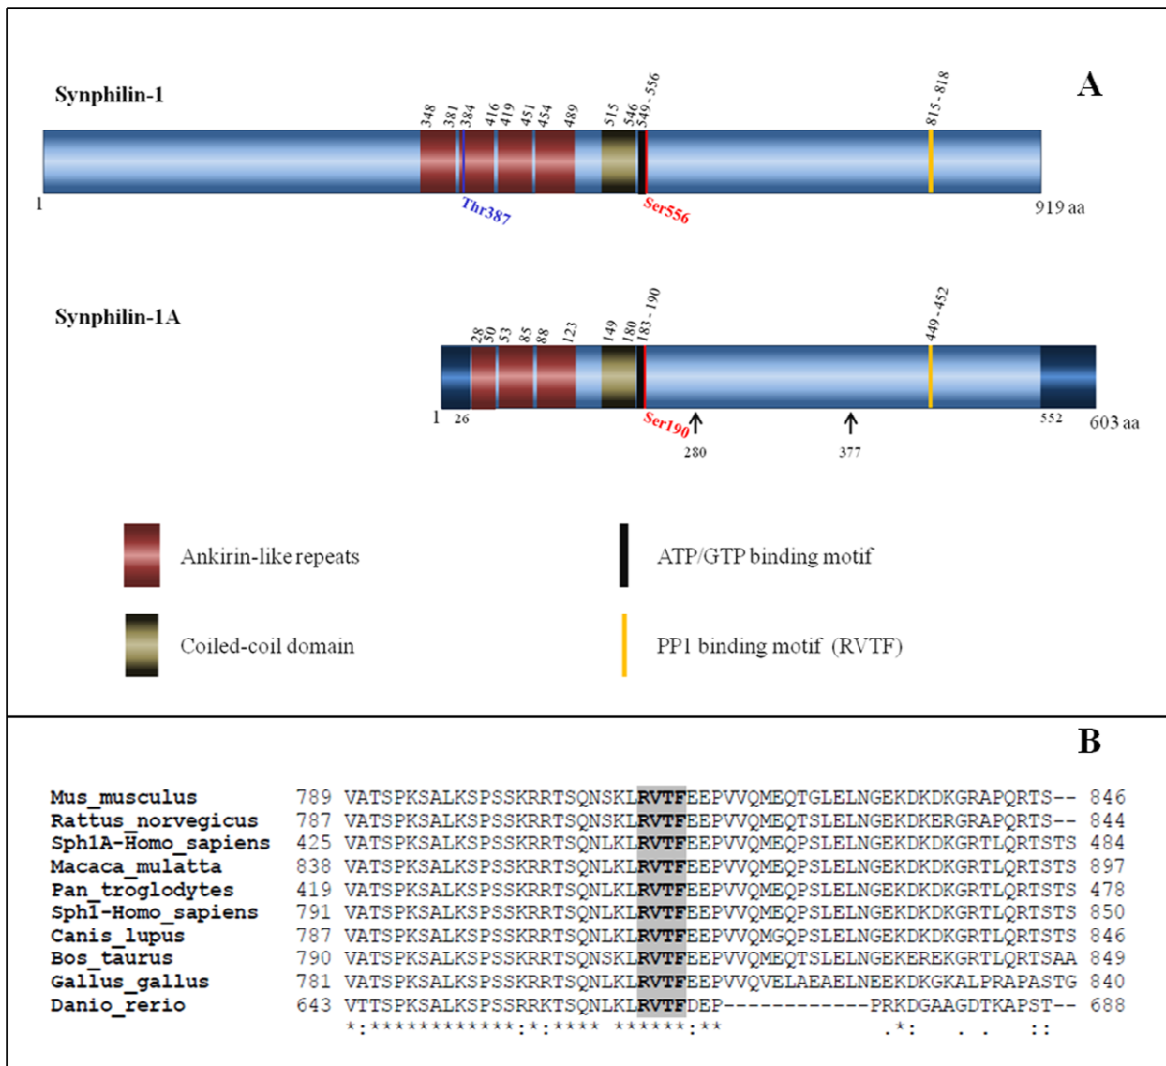 A
Synphilin-1
348 381 384 416 419 451 454 489 515 546 549 - 556 815 - 818
1 Thr387 Ser556 919 aa
Synphilin-1A
28 50 53 85 88 123 149 180 183 - 190 449 - 452
1 26 Ser190 552 603 aa
280 377
Ankirin-like repeats ATP/GTP binding motif
Coiled-coil domain PP1 binding motif (RVTF)
B
Mus_musculus 789 VATSPKSALKSPSSKRRTSQNSKLRVTFEEPVVQMEQTGLELNGEKDKDKGRAPQRTS-- 846
Rattus_norvegicus 787 VATSPKSALKSPSSKRRTSQNSKLRVTFEEPVVQMEQTGLELNGEKDKERGRAPQRTS-- 844
Sph1A-Homo_sapiens 425 VATSPKSALKSPSSKRRTSQNLKLRVTFEEPVVQMEQPSLELNGEKDKDKGRTLQRTSTS 484
Macaca_mulatta 838 VATSPKSALKSPSSKRRTSQNLKLRVTFEEPVVQMEQPSLELNGEKDKDKGRTLQRTSTS 897
Pan_troglodytes 419 VATSPKSALKSPSSKRRTSQNLKLRVTFEEPVVQMEQPSLELNGEKDKDKGRTLQRTSTS 478
Sph1-Homo_sapiens 791 VATSPKSALKSPSSKRRTSQNLKLRVTFEEPVVQMEQPSLELNGEKDKDKGRTLQRTSTS 850
Canis_lupus 787 VATSPKSALKSPSSKRRTSQNLKLRVTFEEPVVQMGQPSLELNGEKDKDKGRTLQRTSTS 846
Bos_taurus 790 VATSPKSALKSPSSKRRTSQNSKLRVTFEEPVVQMEQPSLELNGEKEREKGRTLQRTSAA 849
Gallus_gallus 781 VATSPKSALKSPSSKRRTSQNLKLRVTFEEPVVQVELAEAELNEEKDKGKALPRAPASTG 840
Danio_rerio 643 VTTSPKSALKSPSSRRKTSQNLKLRVTFDEP------------PRKDGAAGDTKAPST-- 688
*:************:*:**** ******:** .*: . . ::